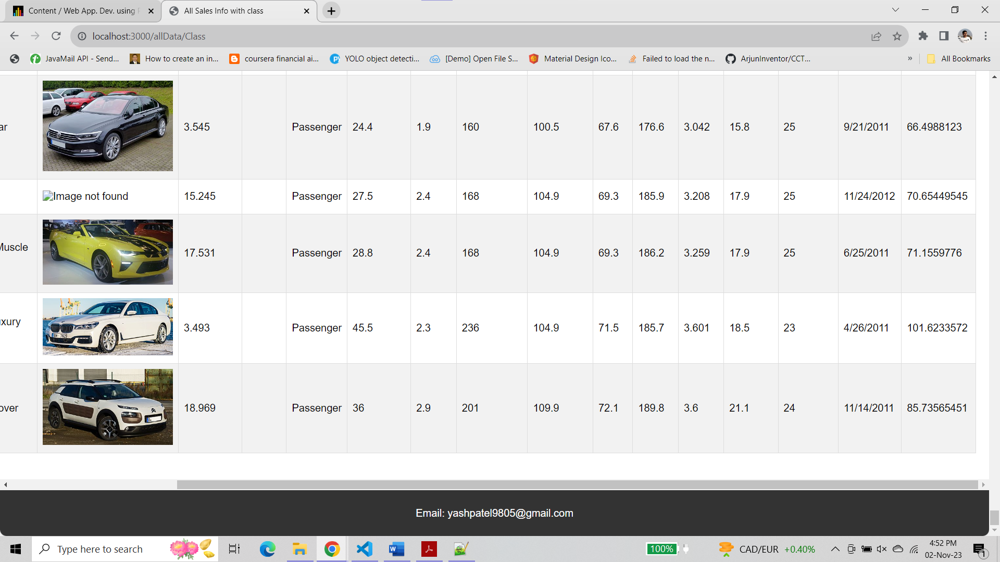 Content / Web App. Dev. using
All Sales Info with class
localhost:3000/allData/Class
JavaMail API - Send...
How to create an in...
coursera financial ai...
YOLO object detecti...
[Demo] Open File S...
Material Design Ico...
Failed to load the n...
ArjunInventor/CCT...
»
All Bookmarks
ar 3.545 Passenger 24.4 1.9 160 100.5 67.6 176.6 3.042 15.8 25 9/21/2011 66.4988123
Image not found 15.245 Passenger 27.5 2.4 168 104.9 69.3 185.9 3.208 17.9 25 11/24/2012 70.65449545
Muscle 17.531 Passenger 28.8 2.4 168 104.9 69.3 186.2 3.259 17.9 25 6/25/2011 71.1559776
uxury 3.493 Passenger 45.5 2.3 236 104.9 71.5 185.7 3.601 18.5 23 4/26/2011 101.6233572
over 18.969 Passenger 36 2.9 201 109.9 72.1 189.8 3.6 21.1 24 11/14/2011 85.73565451
Email: yashpatel9805@gmail.com
Type here to search
100%
CAD/EUR +0.40%
4:52 PM
02-Nov-23
1